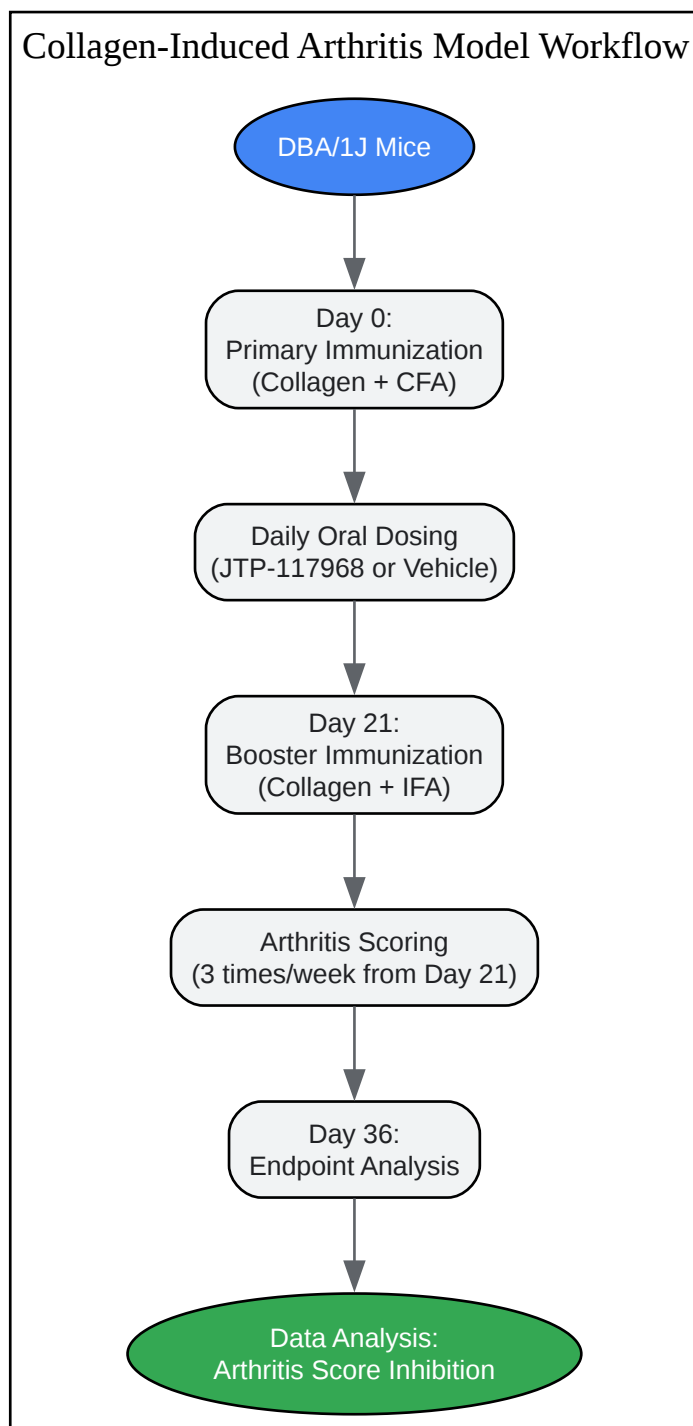 Collagen-Induced Arthritis Model Workflow
DBA/1J Mice
Day 0:
Primary Immunization
(Collagen + CFA)
Daily Oral Dosing
(JTP-117968 or Vehicle)
Day 21:
Booster Immunization
(Collagen + IFA)
Arthritis Scoring
(3 times/week from Day 21)
Day 36:
Endpoint Analysis
Data Analysis:
Arthritis Score Inhibition